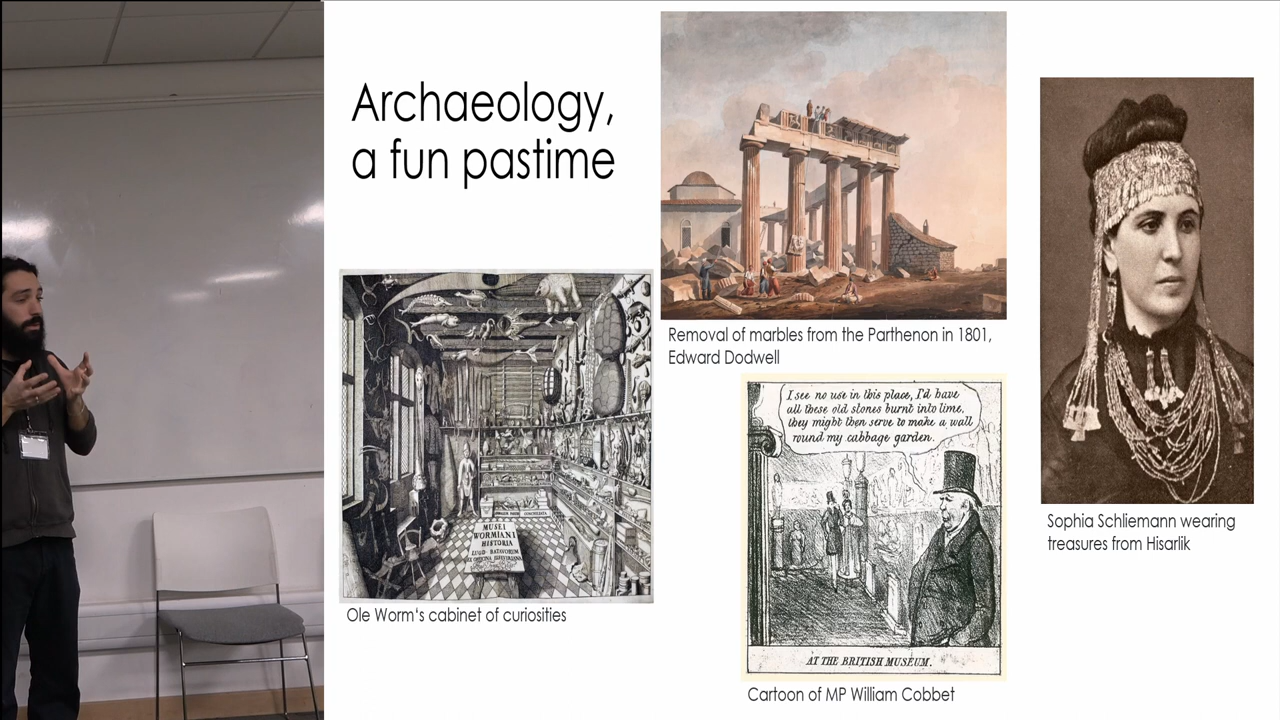 Archaeology,
a fun pastime
Removal of marbles from the Parthenon in 1801,
Edward Dodwell
MUSEI
WORMIANI
HISTORIA
Ole Worm's cabinet of curiosities
I see no use in this place, I'd have
all these old stones burnt into lime,
they might then serve to make a wall
round my cabbage garden.
AT THE BRITISH MUSEUM.
Cartoon of MP William Cobbet
Sophia Schliemann wearing
treasures from Hisarlik